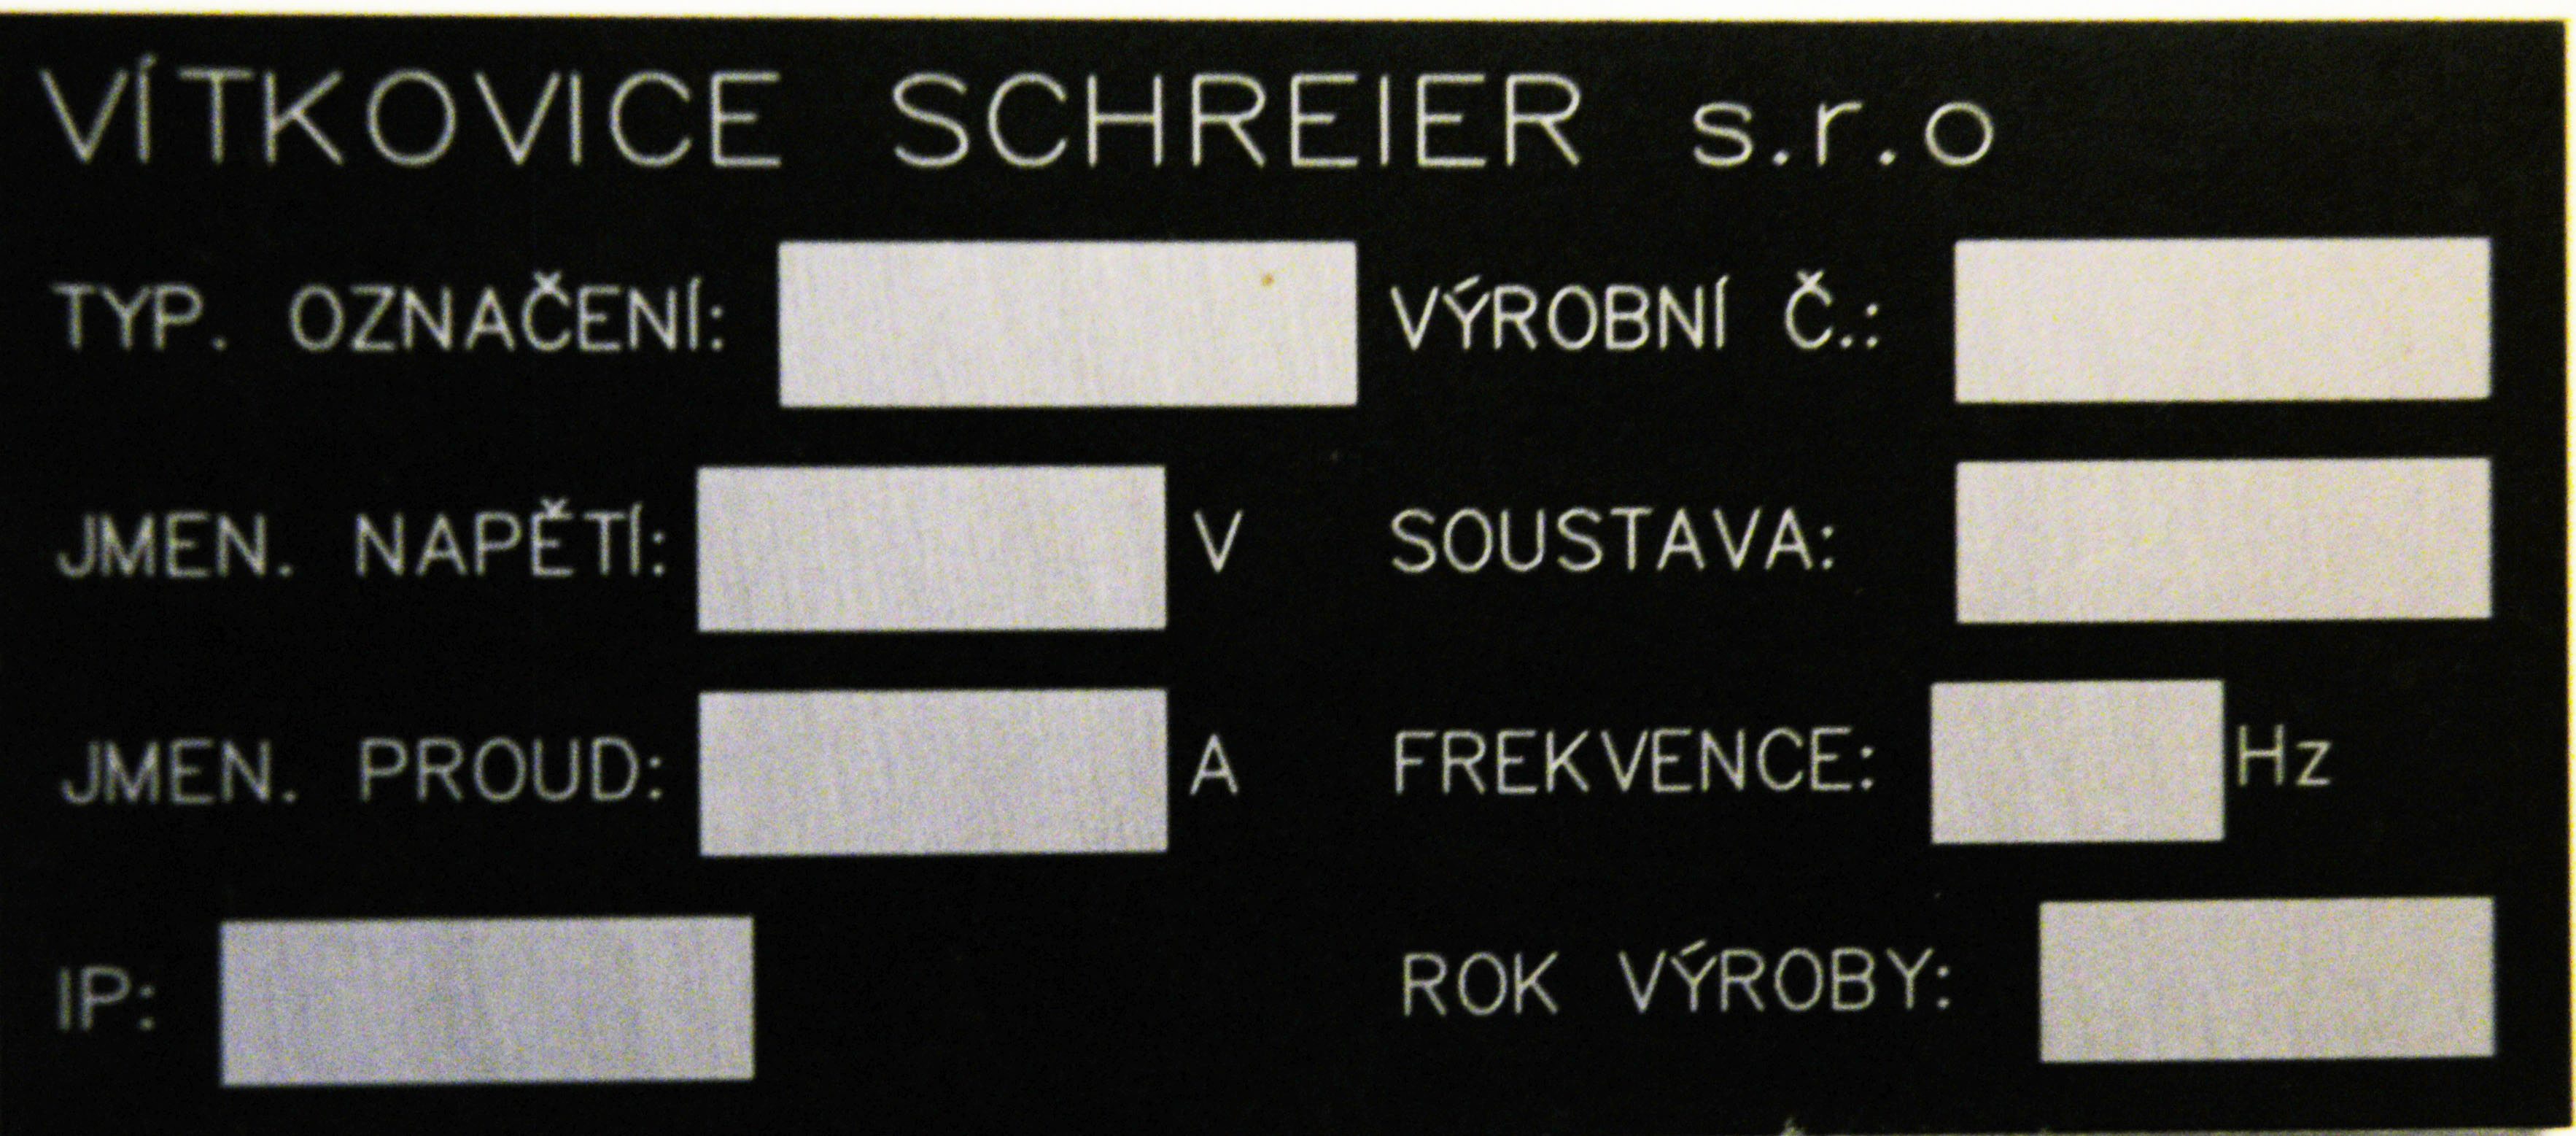 VÍTKOVICE SCHREIER s.r.o
TYP. OZNAČENÍ: VÝROBNÍ Č.:
JMEN. NAPĚTÍ: V SOUSTAVA:
JMEN. PROUD: A FREKVENCE: Hz
IP: ROK VÝROBY: